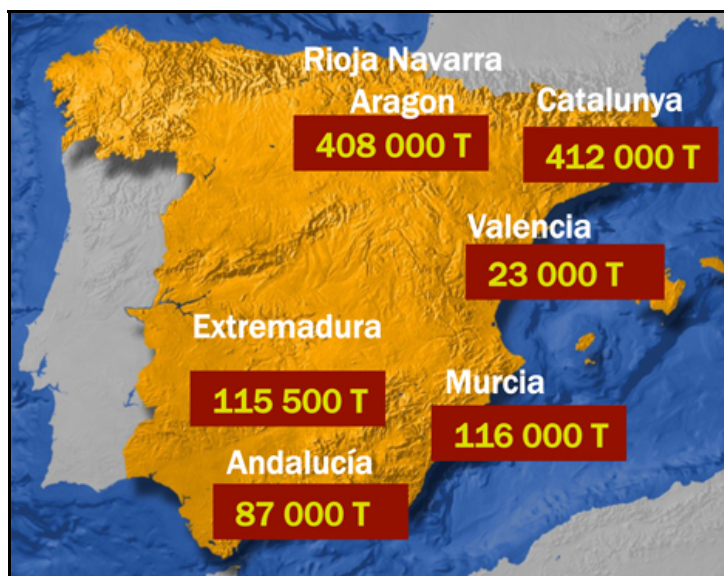 Rioja Navarra
Aragon
408 000 T
Catalunya
412 000 T
Valencia
23 000 T
Extremadura
115 500 T
Murcia
116 000 T
Andalucía
87 000 T